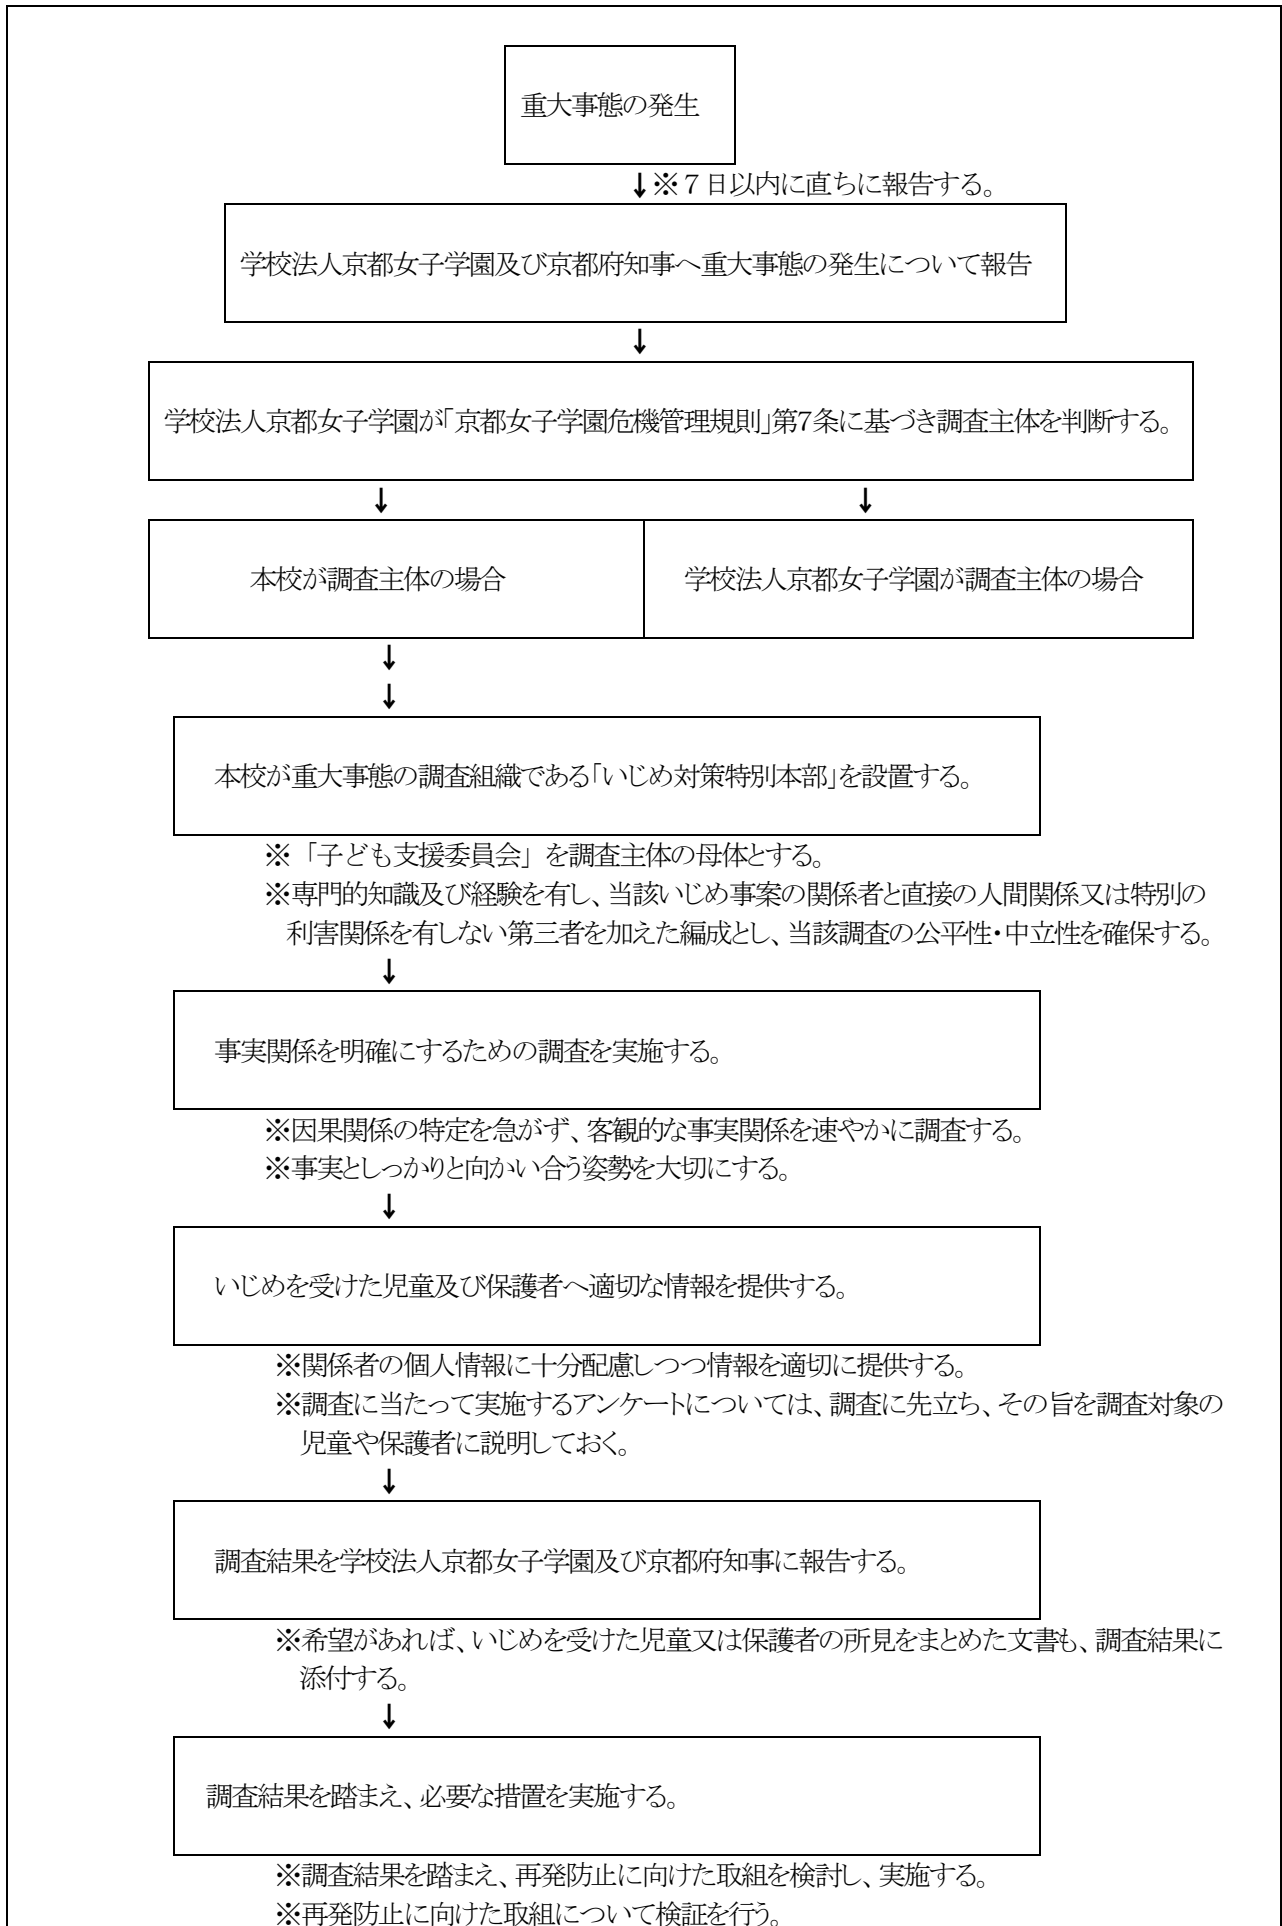 重大事態の発生
↓※７日以内に直ちに報告する。
学校法人京都女子学園及び京都府知事へ重大事態の発生について報告
↓
学校法人京都女子学園が「京都女子学園危機管理規則」第7条に基づき調査主体を判断する。
↓ ↓
本校が調査主体の場合 学校法人京都女子学園が調査主体の場合
↓
↓
本校が重大事態の調査組織である「いじめ対策特別本部」を設置する。
※「子ども支援委員会」を調査主体の母体とする。
※専門的知識及び経験を有し、当該いじめ事案の関係者と直接の人間関係又は特別の
利害関係を有しない第三者を加えた編成とし、当該調査の公平性・中立性を確保する。
↓
事実関係を明確にするための調査を実施する。
※因果関係の特定を急がず、客観的な事実関係を速やかに調査する。
※事実としっかりと向かい合う姿勢を大切にする。
↓
いじめを受けた児童及び保護者へ適切な情報を提供する。
※関係者の個人情報に十分配慮しつつ情報を適切に提供する。
※調査に当たって実施するアンケートについては、調査に先立ち、その旨を調査対象の
児童や保護者に説明しておく。
↓
調査結果を学校法人京都女子学園及び京都府知事に報告する。
※希望があれば、いじめを受けた児童又は保護者の所見をまとめた文書も、調査結果に
添付する。
↓
調査結果を踏まえ、必要な措置を実施する。
※調査結果を踏まえ、再発防止に向けた取組を検討し、実施する。
※再発防止に向けた取組について検証を行う。